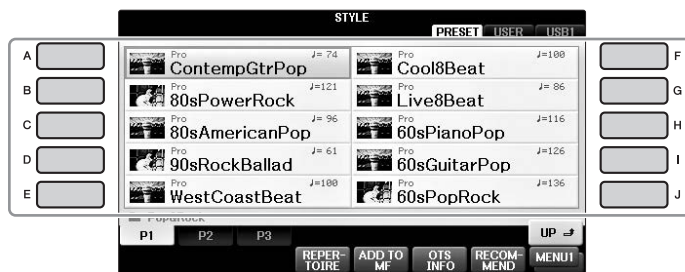 STYLE
PRESET USER USB1
A Pro ♩= 74 ContempGtrPop Pro ♩=100 Cool8Beat F
B Pro ♩=121 80sPowerRock Pro ♩= 86 Live8Beat G
C Pro ♩= 96 80sAmericanPop Pro ♩=116 60sPianoPop H
D Pro ♩= 61 90sRockBallad Pro ♩=126 60sGuitarPop I
E Pro ♩=100 WestCoastBeat Pro ♩=136 60sPopRock J
P1 P2 P3 UP
REPER-TOIRE ADD TO MF OTS INFO RECOM-MEND MENU1